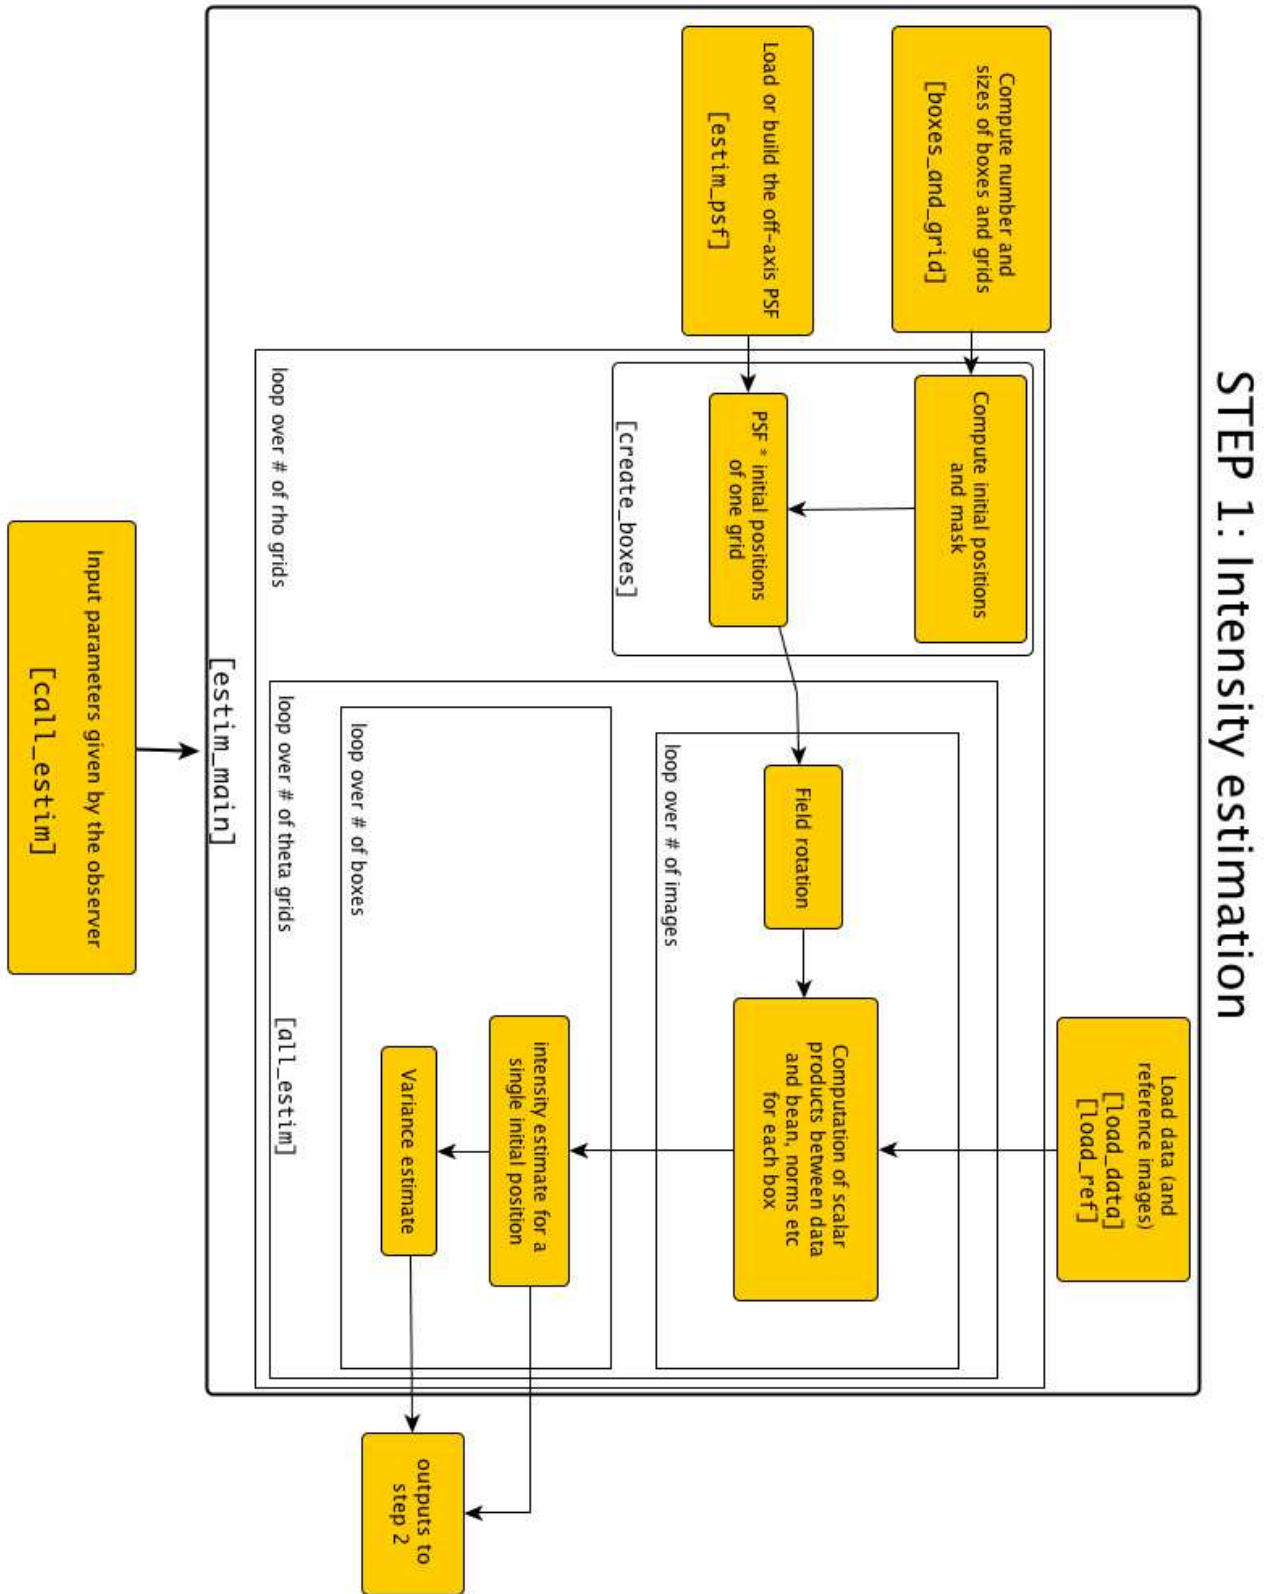 STEP 1: Intensity estimation
Compute number and
sizes of boxes and grids
[boxes_and_grid]
Load or build the off-axis PSF
[estim_psf]
Compute initial positions
and mask
PSF * initial positions
of one grid
[create_boxes]
loop over # of rho grids
Load data (and
reference images)
[load_data]
[load_ref]
Field rotation
Computation of scalar
products between data
and bean, norms etc
for each box
loop over # of images
intensity estimate for a
single initial position
Variance estimate
loop over # of boxes
loop over # of theta grids
[all_estim]
[estim_main]
outputs to
step 2
Input parameters given by the observer
[call_estim]